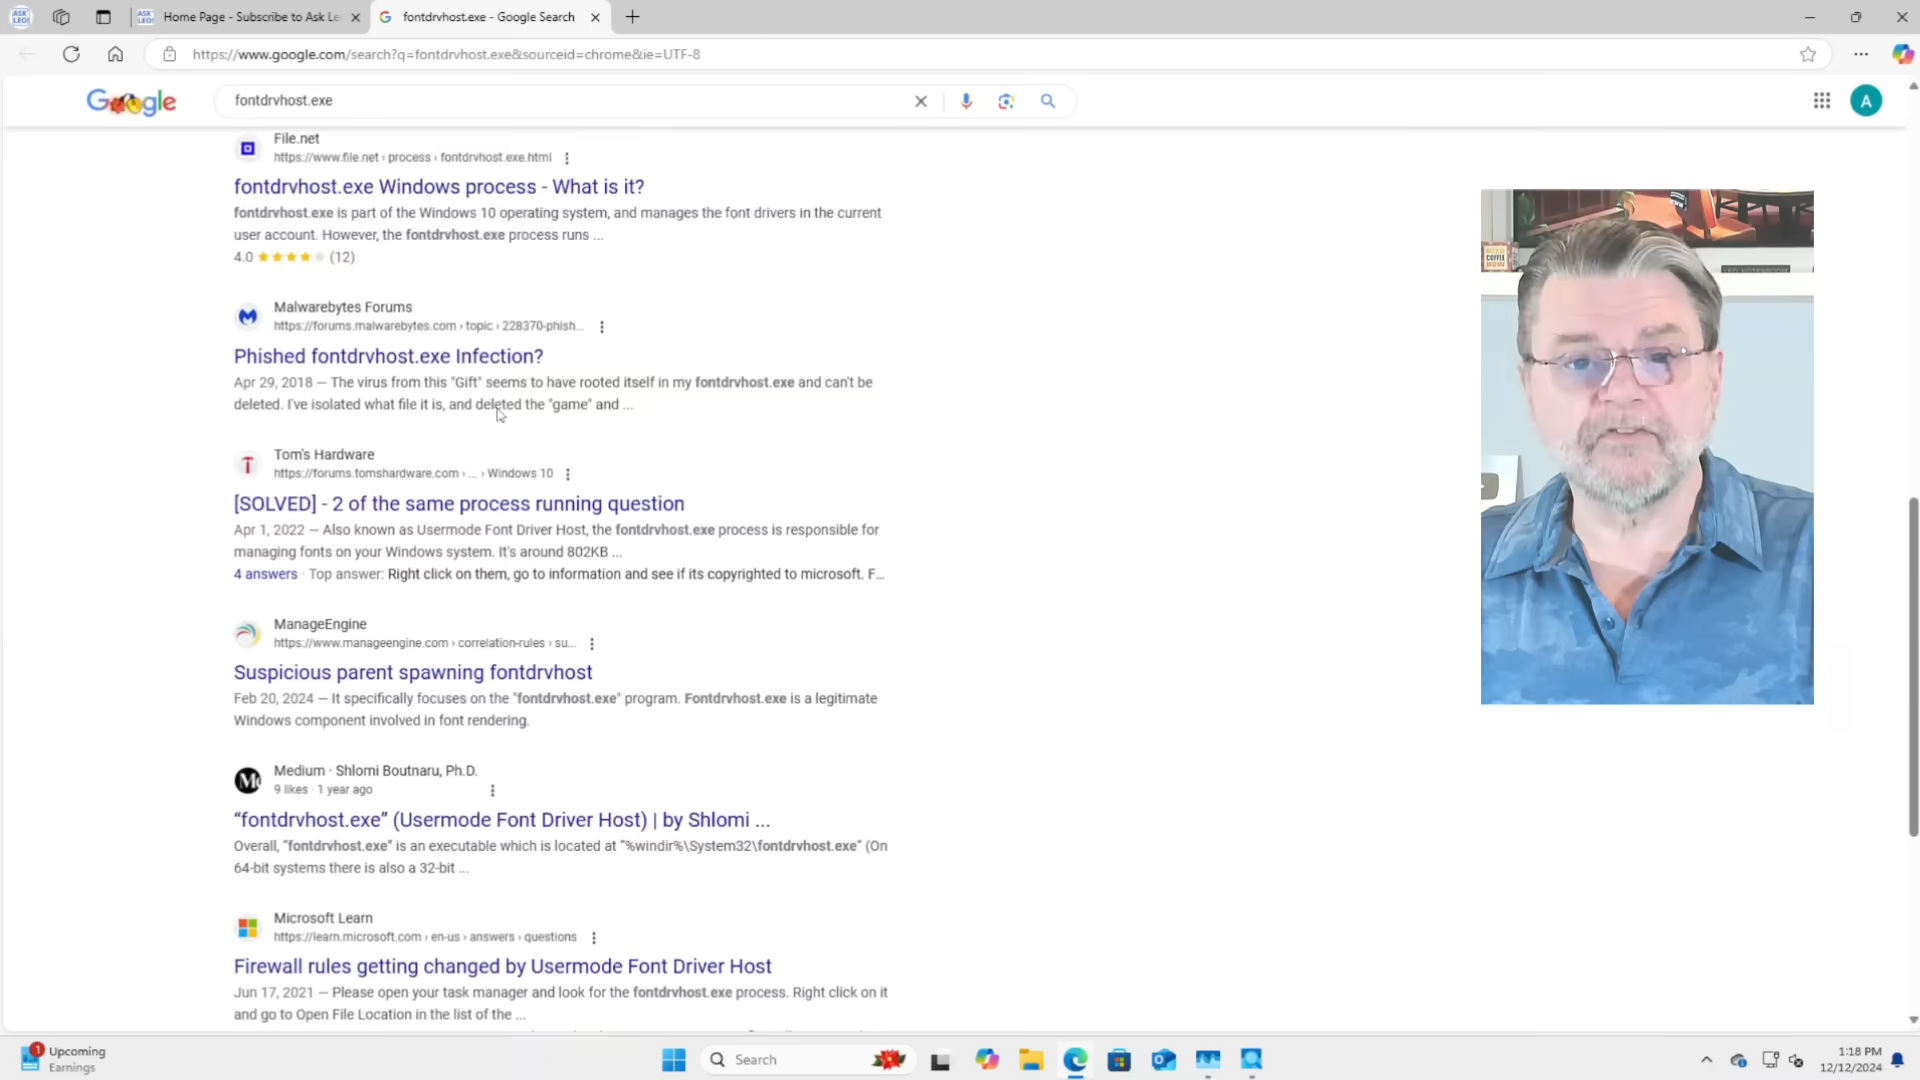 ASK LEO!
ASK LEO!
Home Page - Subscribe to Ask Le
fontdrvhost.exe - Google Search
https://www.google.com/search?q=fontdrvhost.exe&sourceid=chrome&ie=UTF-8
Google
fontdrvhost.exe
A
File.net
https://www.file.net › process › fontdrvhost.exe.html
fontdrvhost.exe Windows process - What is it?
fontdrvhost.exe is part of the Windows 10 operating system, and manages the font drivers in the current
user account. However, the fontdrvhost.exe process runs ...
4.0 (12)
Malwarebytes Forums
https://forums.malwarebytes.com › topic › 228370-phish...
Phished fontdrvhost.exe Infection?
Apr 29, 2018 — The virus from this "Gift" seems to have rooted itself in my fontdrvhost.exe and can't be
deleted. I've isolated what file it is, and deleted the "game" and ...
Tom's Hardware
https://forums.tomshardware.com › ... › Windows 10
[SOLVED] - 2 of the same process running question
Apr 1, 2022 — Also known as Usermode Font Driver Host, the fontdrvhost.exe process is responsible for
managing fonts on your Windows system. It's around 802KB ...
4 answers · Top answer: Right click on them, go to information and see if its copyrighted to microsoft. F...
ManageEngine
https://www.manageengine.com › correlation-rules › su...
Suspicious parent spawning fontdrvhost
Feb 20, 2024 — It specifically focuses on the "fontdrvhost.exe" program. Fontdrvhost.exe is a legitimate
Windows component involved in font rendering.
Medium · Shlomi Boutnaru, Ph.D.
9 likes · 1 year ago
“fontdrvhost.exe” (Usermode Font Driver Host) | by Shlomi ...
Overall, “fontdrvhost.exe” is an executable which is located at “%windir%\System32\fontdrvhost.exe” (On
64-bit systems there is also a 32-bit ...
Microsoft Learn
https://learn.microsoft.com › en-us › answers › questions
Firewall rules getting changed by Usermode Font Driver Host
Jun 17, 2021 — Please open your task manager and look for the fontdrvhost.exe process. Right click on it
and go to Open File Location in the list of the ...
COFFEE
NOW
1
Upcoming
Earnings
Search
1:18 PM
12/12/2024